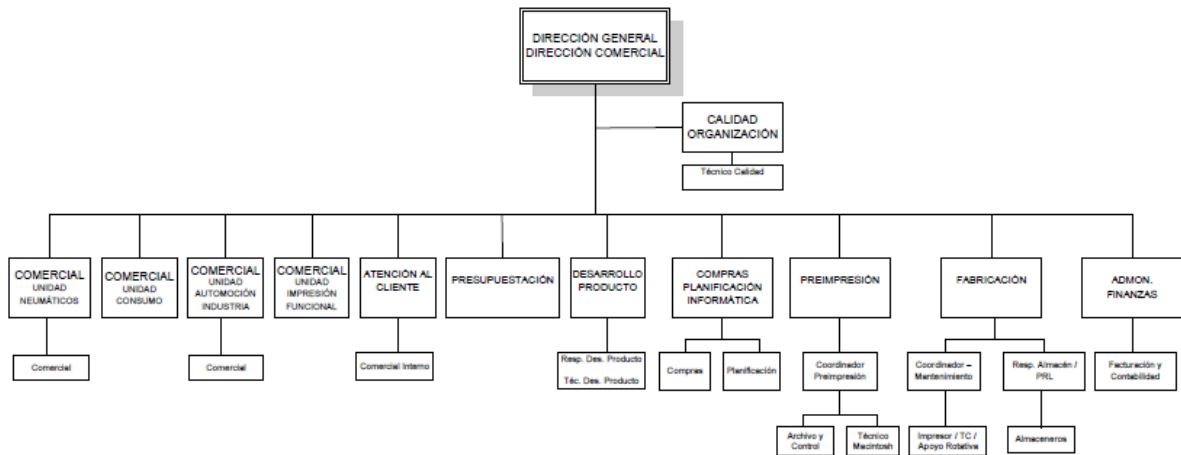 DIRECCIÓN GENERAL
DIRECCIÓN COMERCIAL
CALIDAD
ORGANIZACIÓN
Técnico Calidad
COMERCIAL
UNIDAD
NEUMÁTICOS
COMERCIAL
UNIDAD
CONSUMO
COMERCIAL
UNIDAD
AUTOMOCIÓN
INDUSTRIA
COMERCIAL
UNIDAD
IMPRESIÓN
FUNCIONAL
ATENCIÓN AL
CLIENTE
PRESUPUESTACIÓN
DESARROLLO
PRODUCTO
COMPRAS
PLANIFICACIÓN
INFORMÁTICA
PREIMPRESIÓN
FABRICACIÓN
ADMON.
FINANZAS
Comercial
Comercial
Comercial Interno
Resp. Des. Producto
Téc. Des. Producto
Compras
Planificación
Coordinador
Preimpresión
Coordinador –
Mantenimiento
Resp. Almacén /
PRL
Facturación y
Contabilidad
Archivo y
Control
Técnico
Macintosh
Impresor / TC /
Apoyo Rotativa
Almaceneros